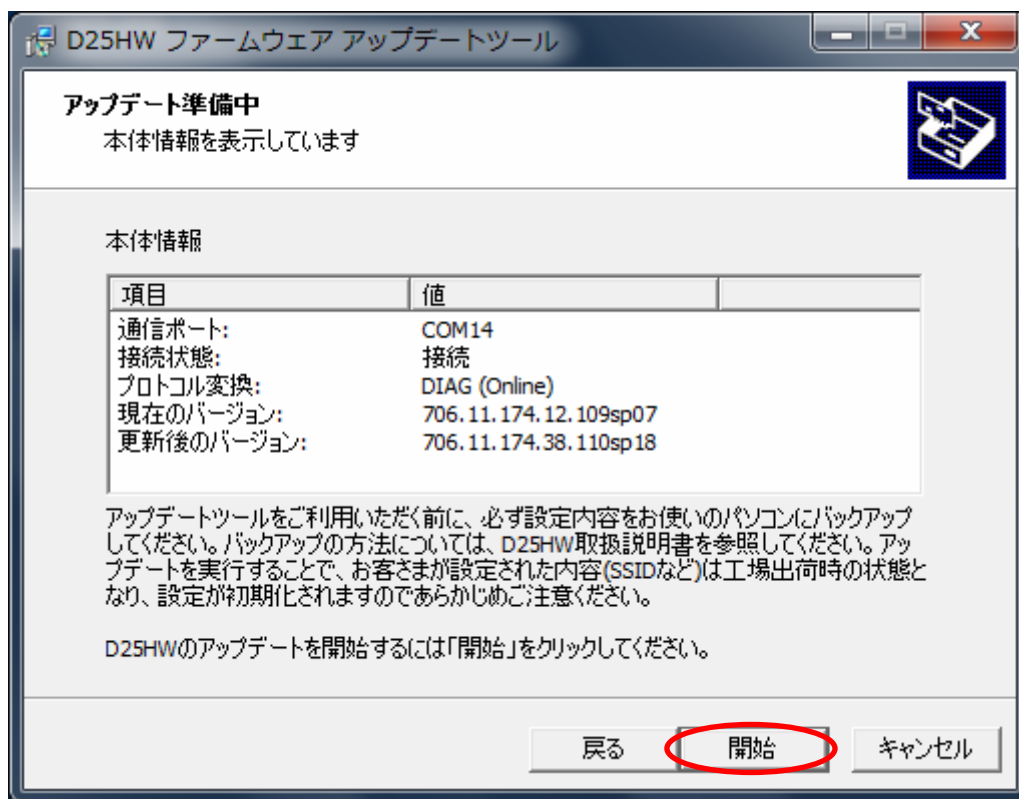 D25HW ファームウェア アップデートツール
アップデート準備中
本体情報を表示しています
本体情報
項目 値
通信ポート: COM14
接続状態: 接続
プロトコル変換: DIAG (Online)
現在のバージョン: 706.11.174.12.109sp07
更新後のバージョン: 706.11.174.38.110sp18
アップデートツールをご利用いただく前に、必ず設定内容をお使いのパソコンにバックアップ
してください。バックアップの方法については、D25HW取扱説明書を参照してください。アッ
プデートを実行することで、お客さまが設定された内容(SSIDなど)は工場出荷時の状態と
なり、設定が初期化されますのであらかじめご注意ください。
D25HWのアップデートを開始するには「開始」をクリックしてください。
戻る 開始 キャンセル